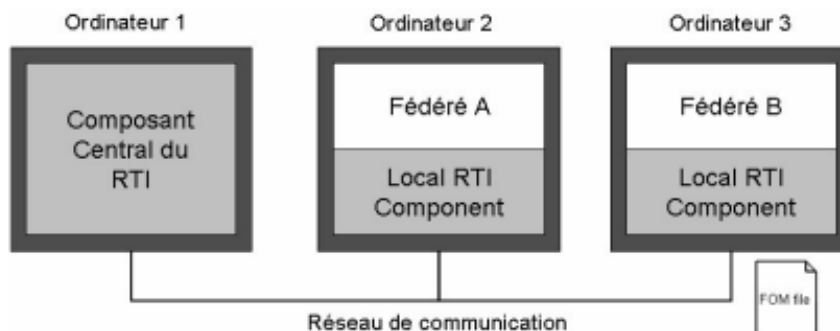 Ordinateur 1
Ordinateur 2
Ordinateur 3
Composant
Central du
RTI
Fédéré A
Local RTI
Component
Fédéré B
Local RTI
Component
FOM file
Réseau de communication